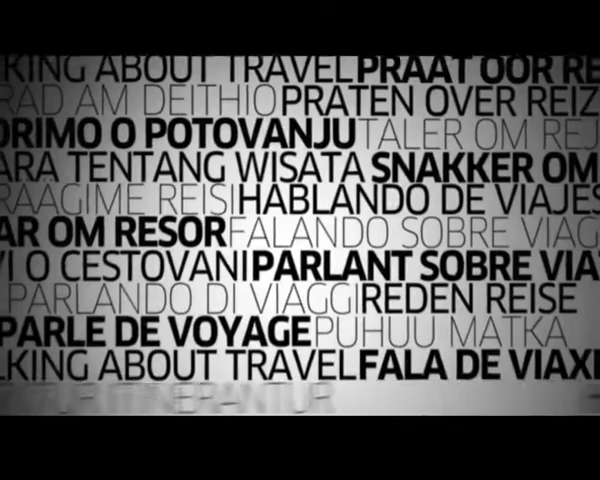 KING ABOUT TRAVEL PRAAT OOR RE
RAD AM DEITHIO PRATEN OVER REIZ
ORIMO O POTOVANJU TALER OM REJ
ARA TENTANG WISATA SNAKKER OM
RAAGIME REISI HABLANDO DE VIAJES
AR OM RESOR FALANDO SOBRE VIAG
VI O CESTOVANI PARLANT SOBRE VIA
PARLANDO DI VIAGGI REDEN REISE
PARLE DE VOYAGE PUHUU MATKA
LKING ABOUT TRAVEL FALA DE VIAX